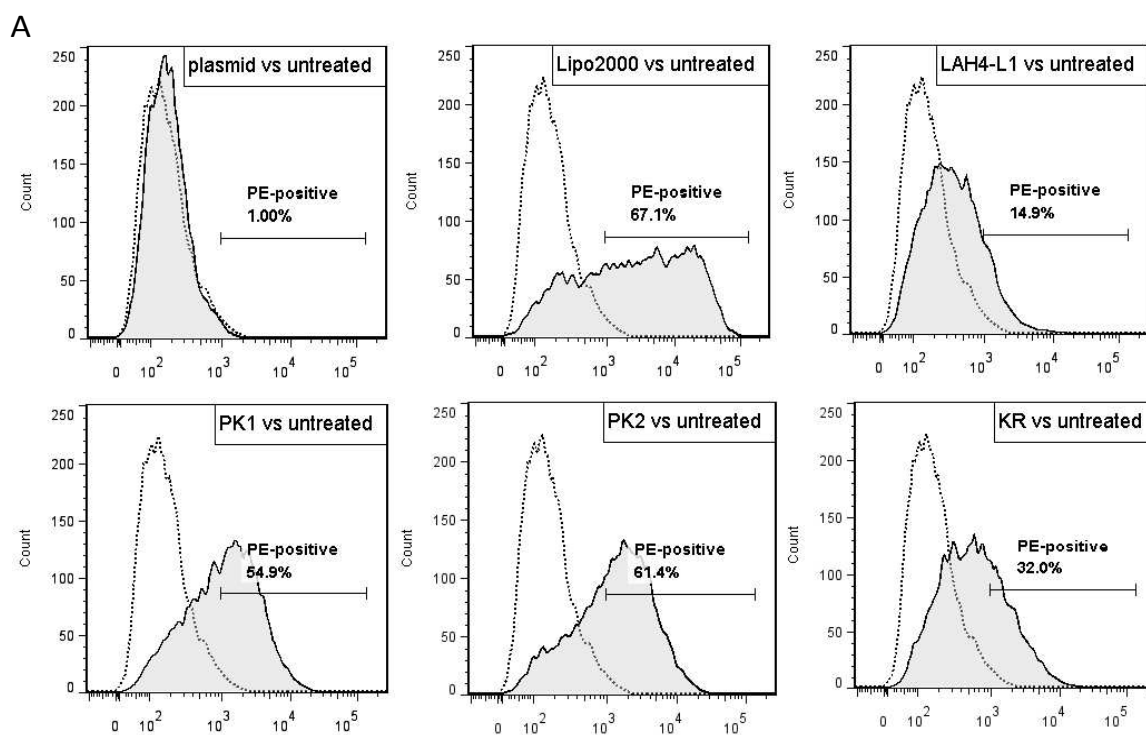 A
plasmid vs untreated
250
200
150
100
50
0
Count
PE-positive
1.00%
0 10^2 10^3 10^4 10^5
Lipo2000 vs untreated
250
200
150
100
50
0
Count
PE-positive
67.1%
0 10^2 10^3 10^4 10^5
LAH4-L1 vs untreated
250
200
150
100
50
0
Count
PE-positive
14.9%
0 10^2 10^3 10^4 10^5
PK1 vs untreated
250
200
150
100
50
0
Count
PE-positive
54.9%
0 10^2 10^3 10^4 10^5
PK2 vs untreated
250
200
150
100
50
0
Count
PE-positive
61.4%
0 10^2 10^3 10^4 10^5
KR vs untreated
250
200
150
100
50
0
Count
PE-positive
32.0%
0 10^2 10^3 10^4 10^5